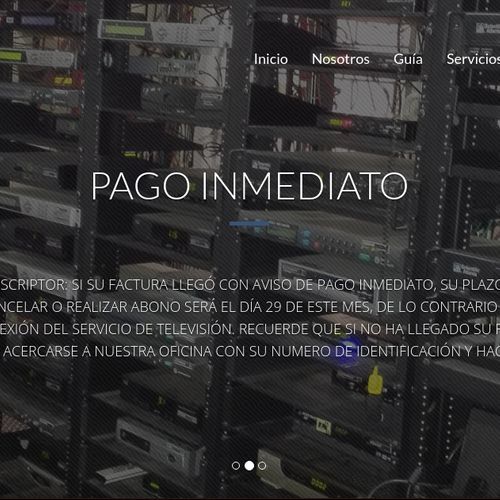 Inicio Nosotros Guía Servicios
PAGO INMEDIATO
SCRIPTOR: SI SU FACTURA LLEGÓ CON AVISO DE PAGO INMEDIATO, SU PLAZO
NCELAR O REALIZAR ABONO SERÁ EL DÍA 29 DE ESTE MES, DE LO CONTRARIO
EXIÓN DEL SERVICIO DE TELEVISIÓN. RECUERDE QUE SI NO HA LLEGADO SU F
ACERCARSE A NUESTRA OFICINA CON SU NUMERO DE IDENTIFICACIÓN Y HAC